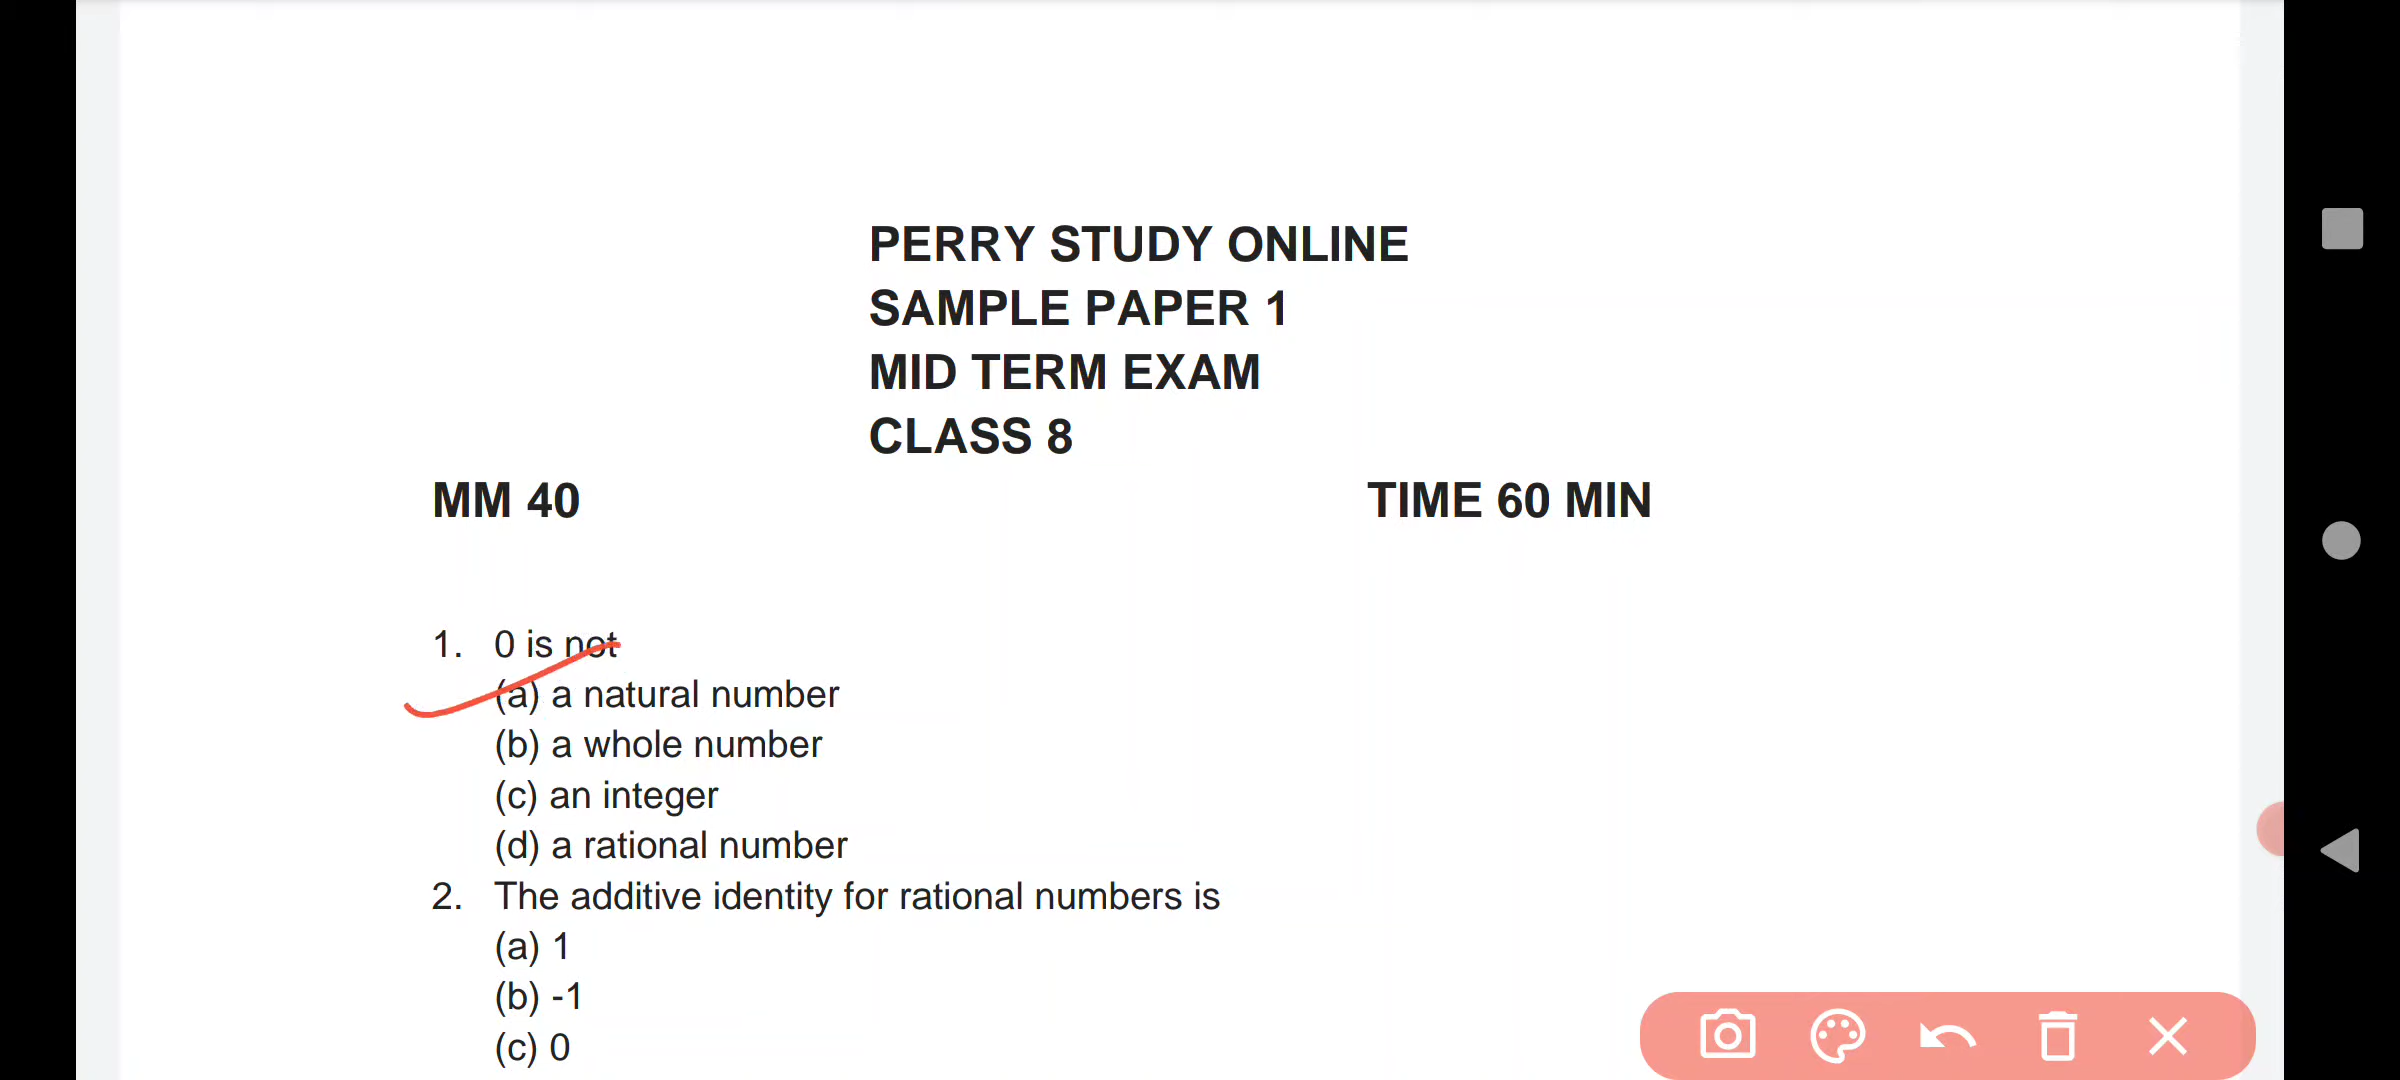 PERRY STUDY ONLINE
SAMPLE PAPER 1
MID TERM EXAM
CLASS 8
MM 40 TIME 60 MIN
1. 0 is not
(a) a natural number
(b) a whole number
(c) an integer
(d) a rational number
2. The additive identity for rational numbers is
(a) 1
(b) -1
(c) 0